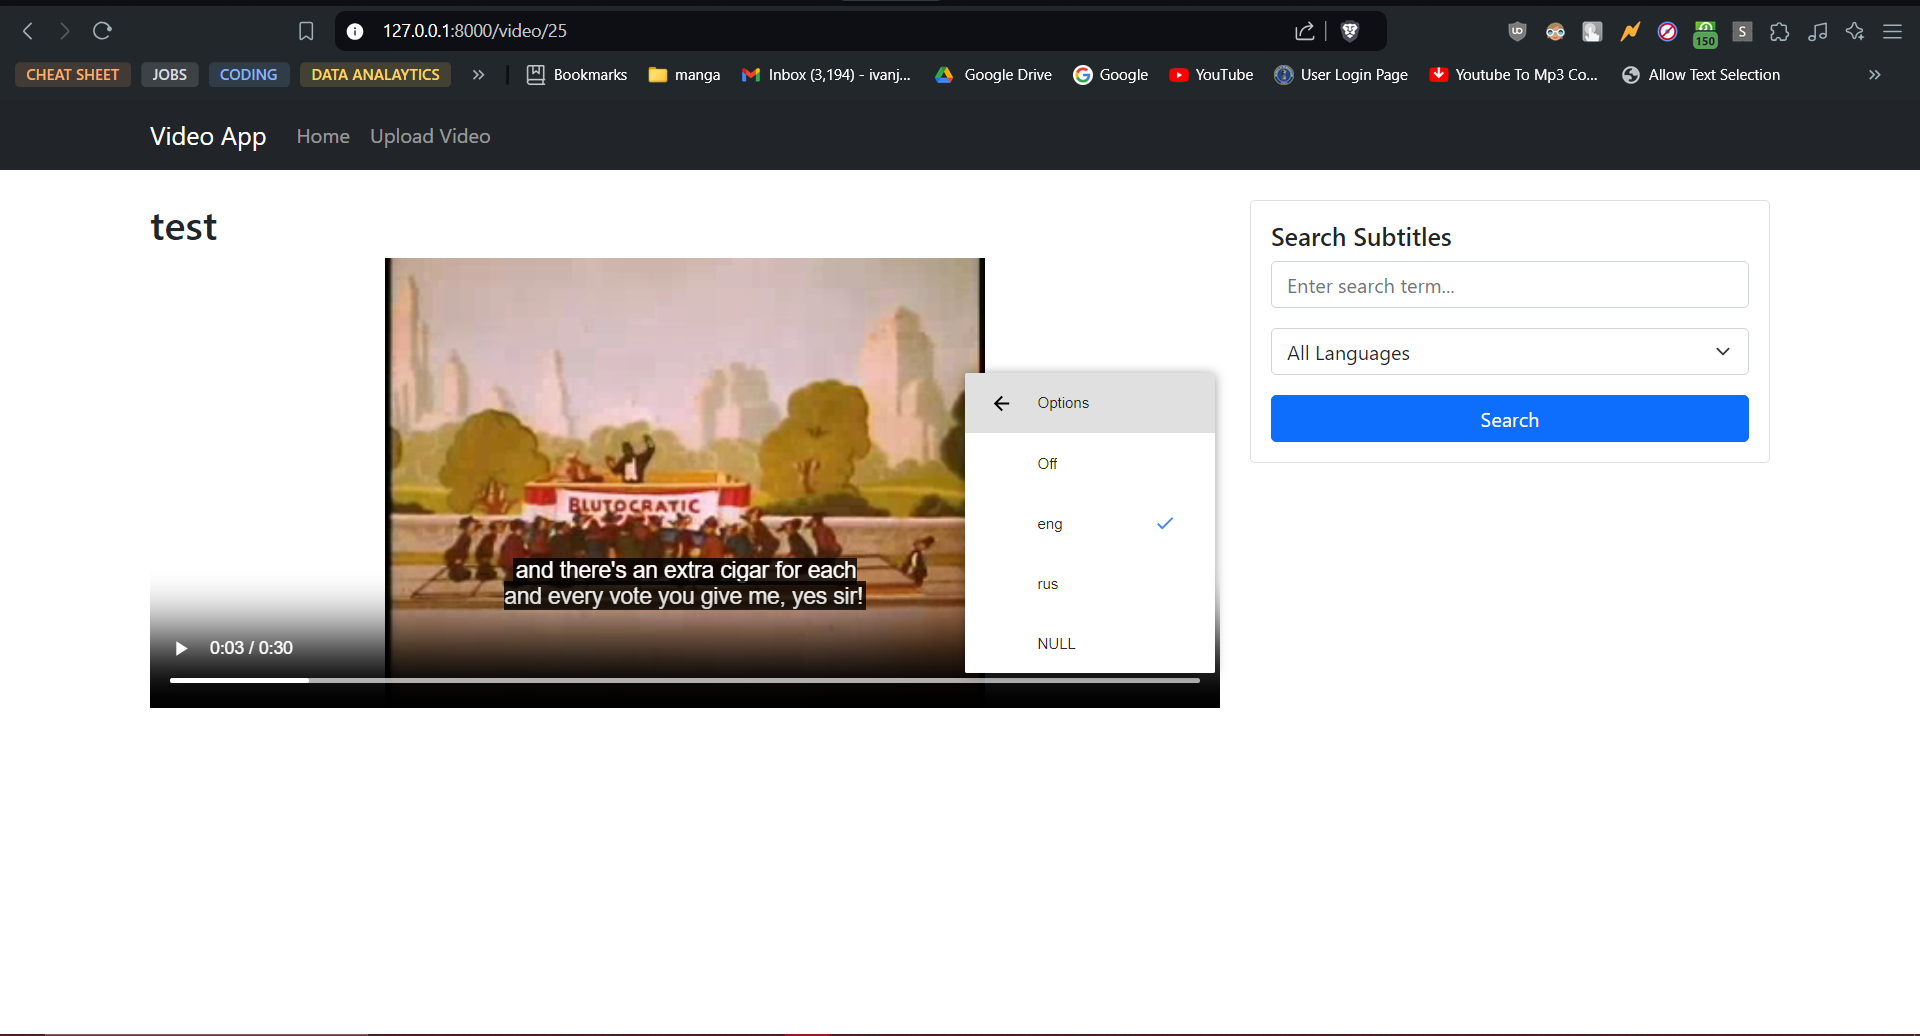 127.0.0.1:8000/video/25
UD
150
S
CHEAT SHEET
JOBS
CODING
DATA ANALAYTICS
»
Bookmarks
manga
Inbox (3,194) - ivanj...
Google Drive
Google
YouTube
User Login Page
Youtube To Mp3 Co...
Allow Text Selection
»
Video App
Home
Upload Video
test
BLUTOCRATIC
and there's an extra cigar for each
and every vote you give me, yes sir!
0:03 / 0:30
Options
Off
eng
rus
NULL
Search Subtitles
Enter search term...
All Languages
Search